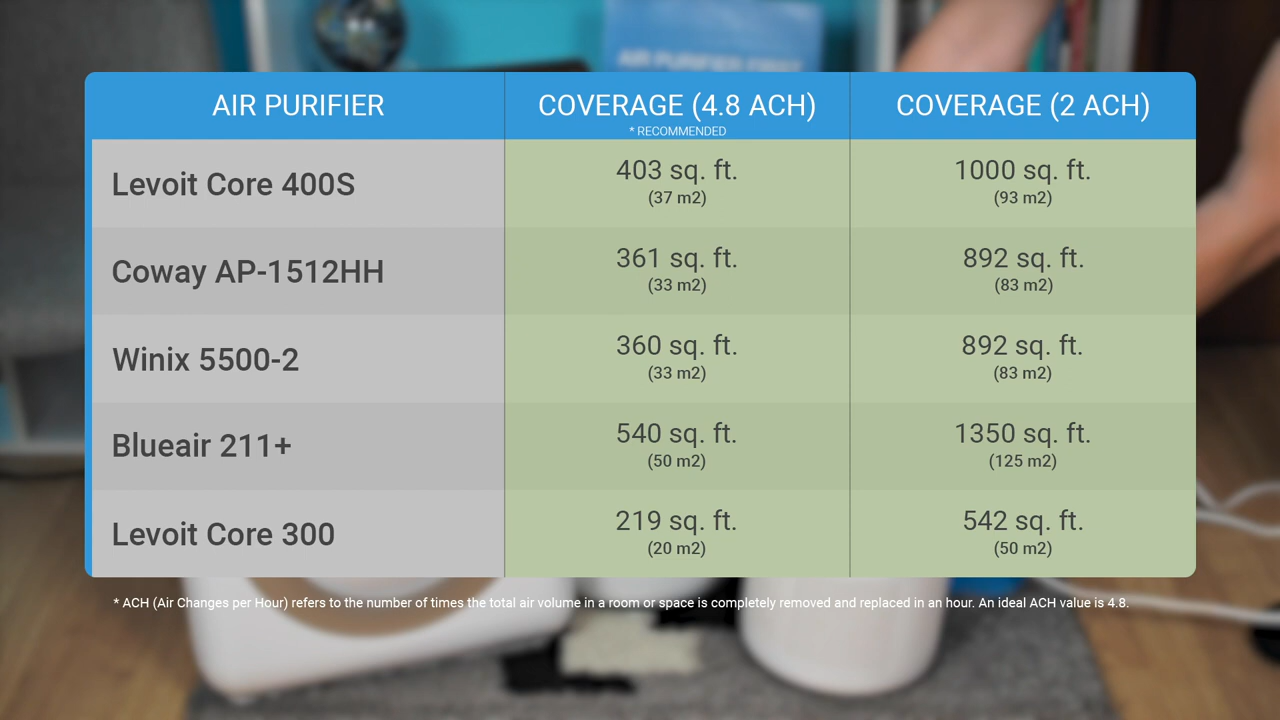 AIR PURIFIER
COVERAGE (4.8 ACH)
* RECOMMENDED
COVERAGE (2 ACH)
Levoit Core 400S
403 sq. ft.
(37 m2)
1000 sq. ft.
(93 m2)
Coway AP-1512HH
361 sq. ft.
(33 m2)
892 sq. ft.
(83 m2)
Winix 5500-2
360 sq. ft.
(33 m2)
892 sq. ft.
(83 m2)
Blueair 211+
540 sq. ft.
(50 m2)
1350 sq. ft.
(125 m2)
Levoit Core 300
219 sq. ft.
(20 m2)
542 sq. ft.
(50 m2)
* ACH (Air Changes per Hour) refers to the number of times the total air volume in a room or space is completely removed and replaced in an hour. An ideal ACH value is 4.8.